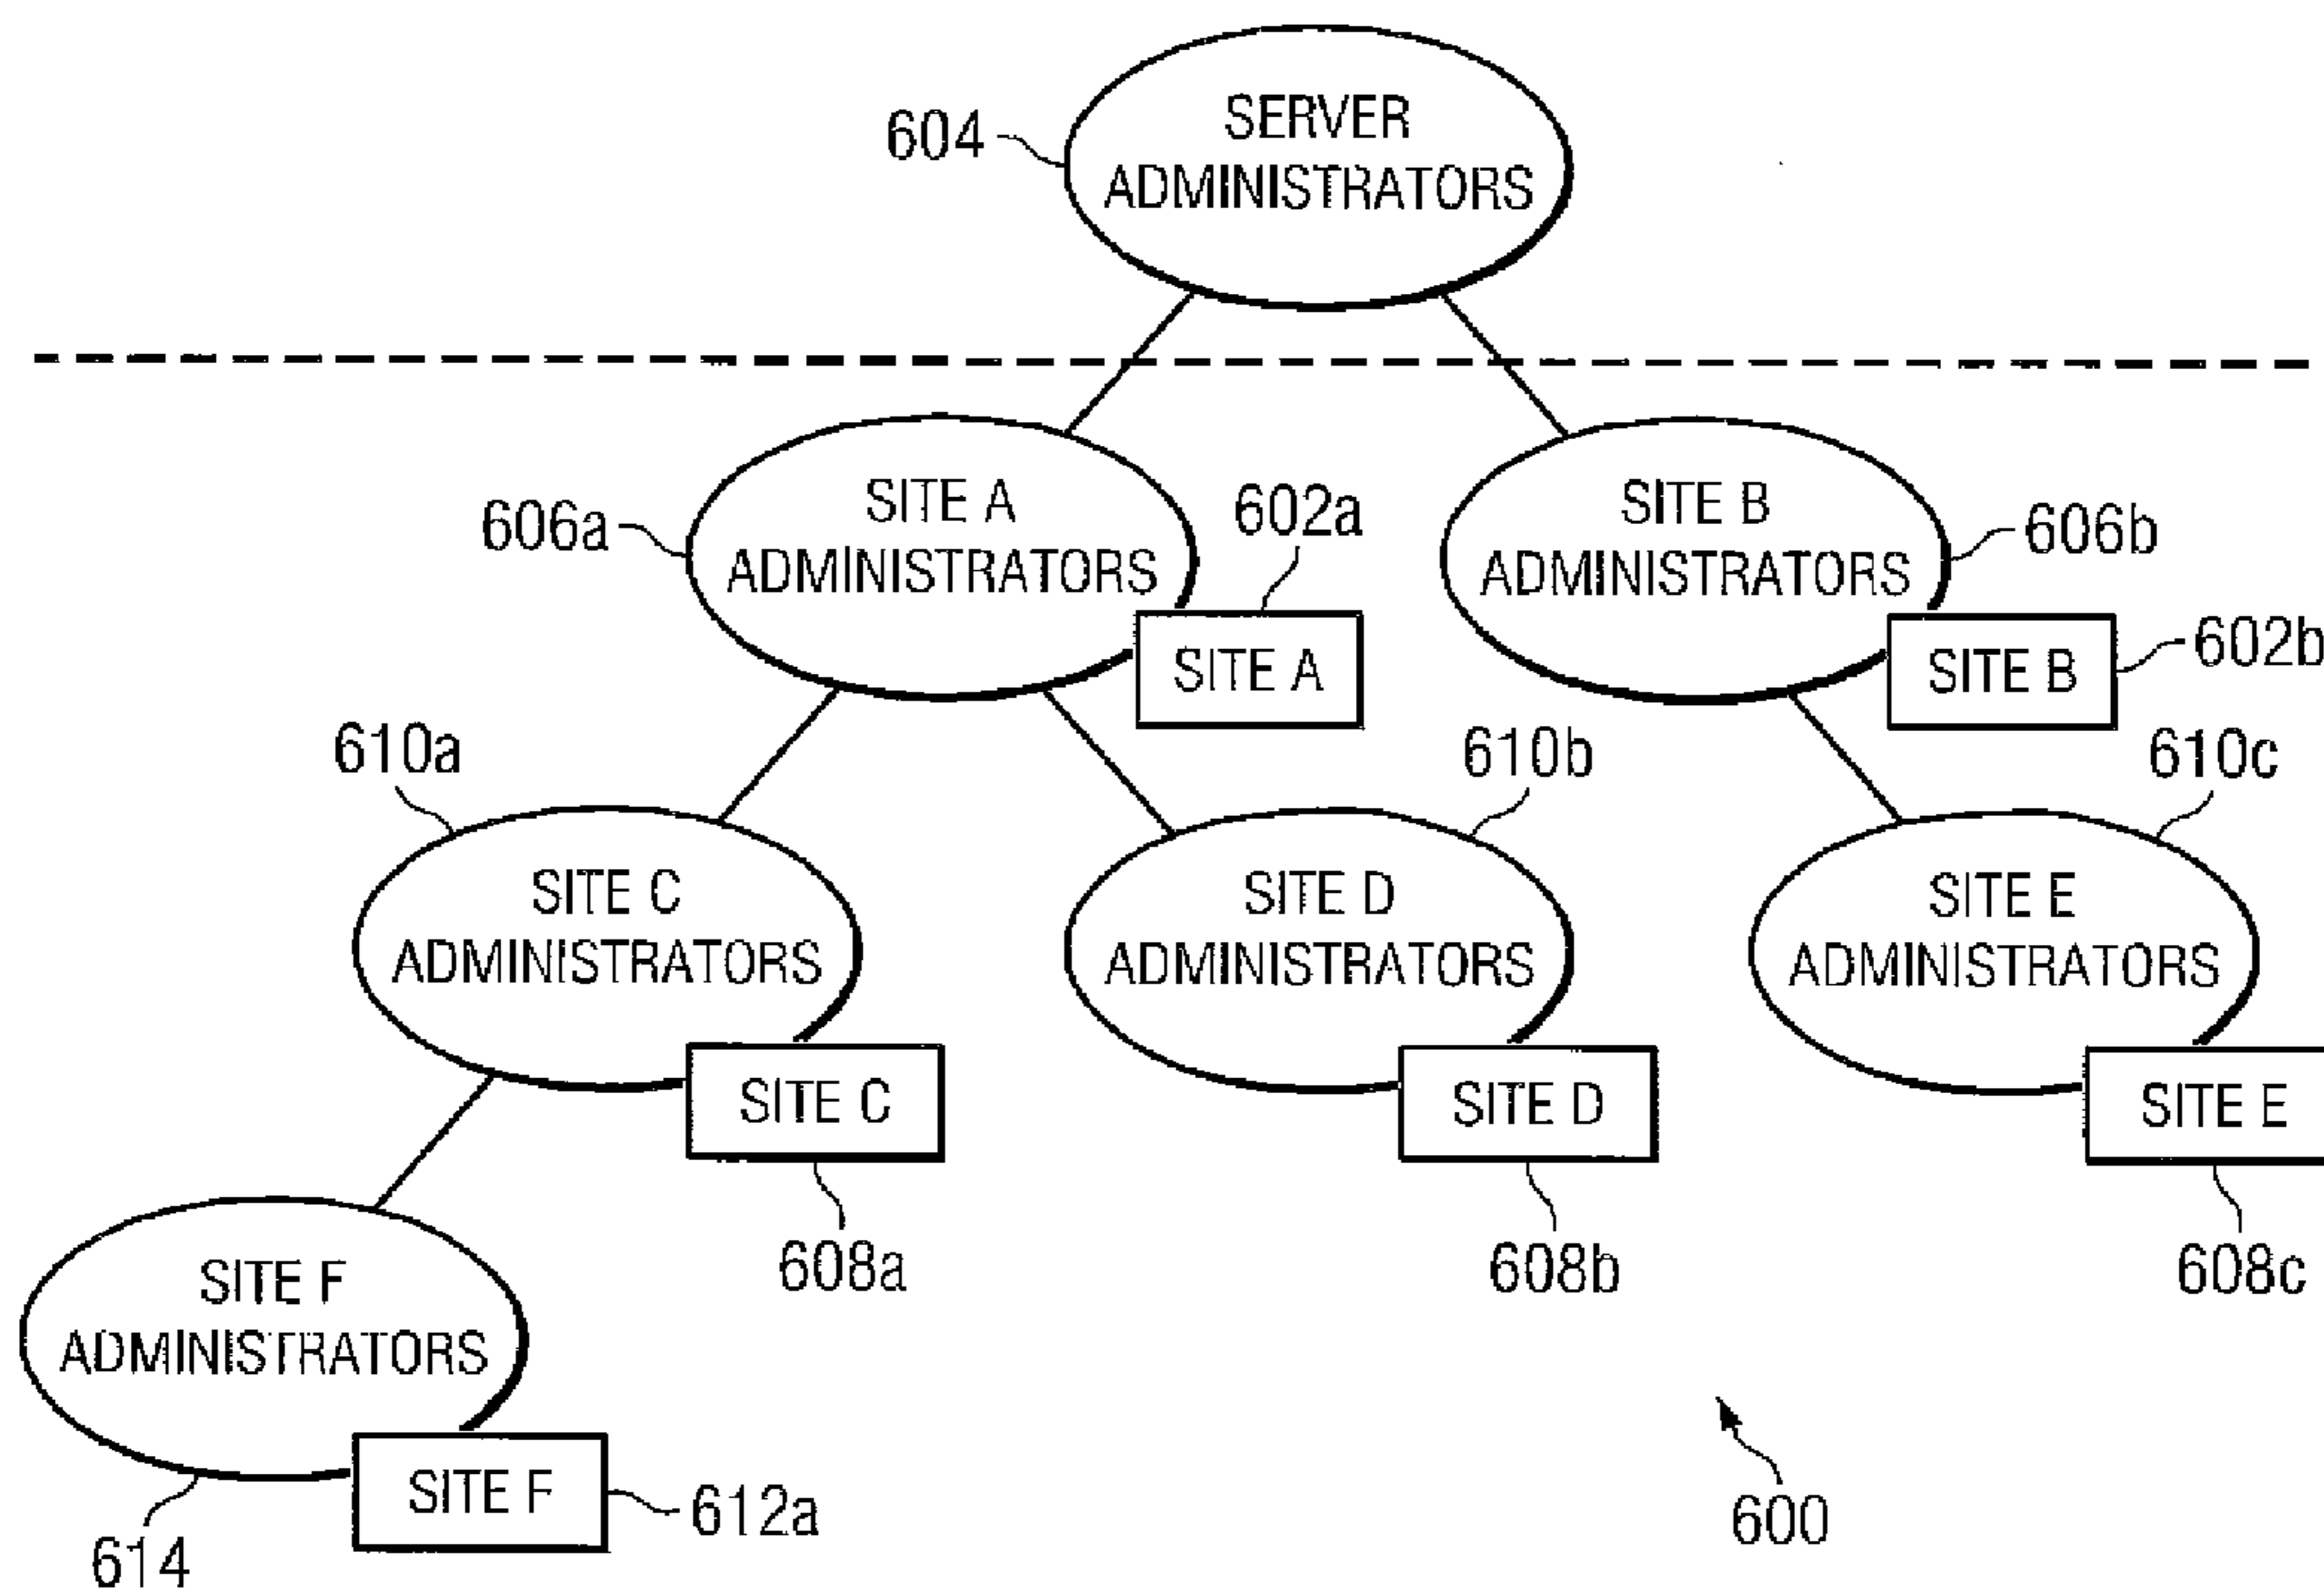 SERVER
ADMINISTRATORS
604
SITE A
ADMINISTRATORS
606a
602a
SITE A
SITE B
ADMINISTRATORS
606b
602b
SITE B
610a
SITE C
ADMINISTRATORS
SITE C
608a
610b
SITE D
ADMINISTRATORS
SITE D
608b
610c
SITE E
ADMINISTRATORS
SITE E
608c
SITE F
ADMINISTRATORS
SITE F
612a
614
600